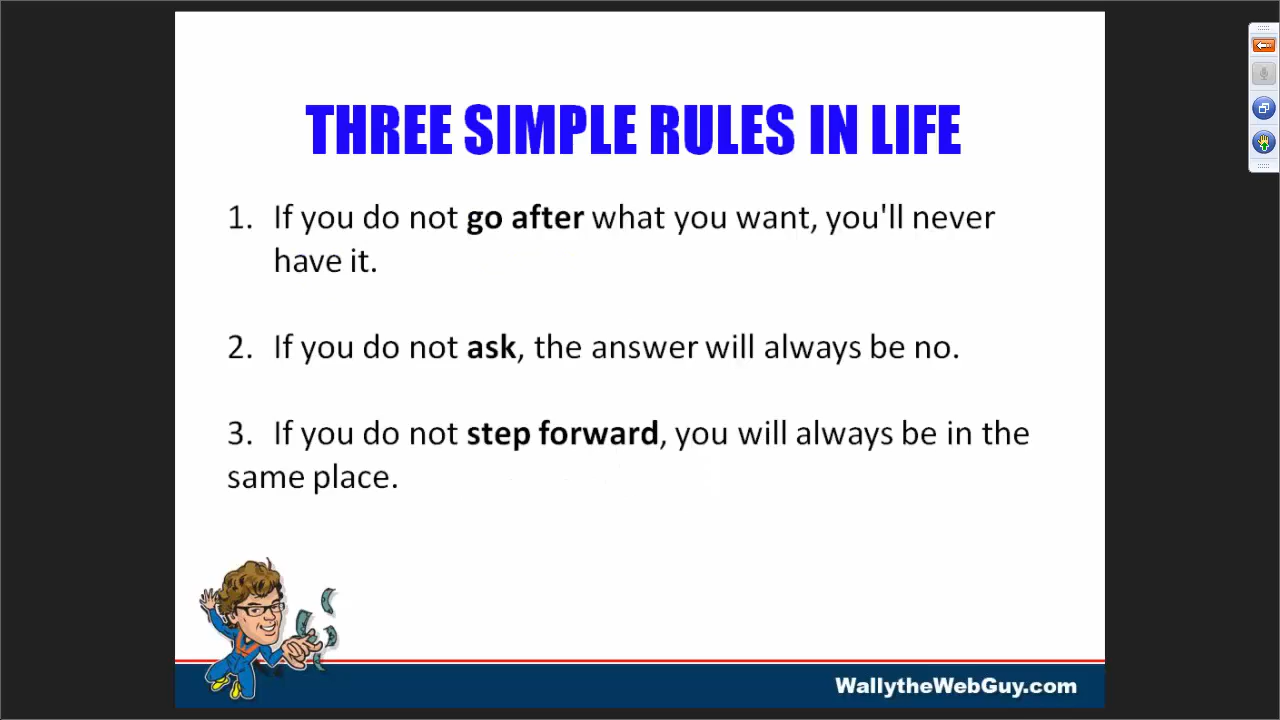 THREE SIMPLE RULES IN LIFE
1. If you do not go after what you want, you'll never
have it.
2. If you do not ask, the answer will always be no.
3. If you do not step forward, you will always be in the
same place.
WallytheWebGuy.com